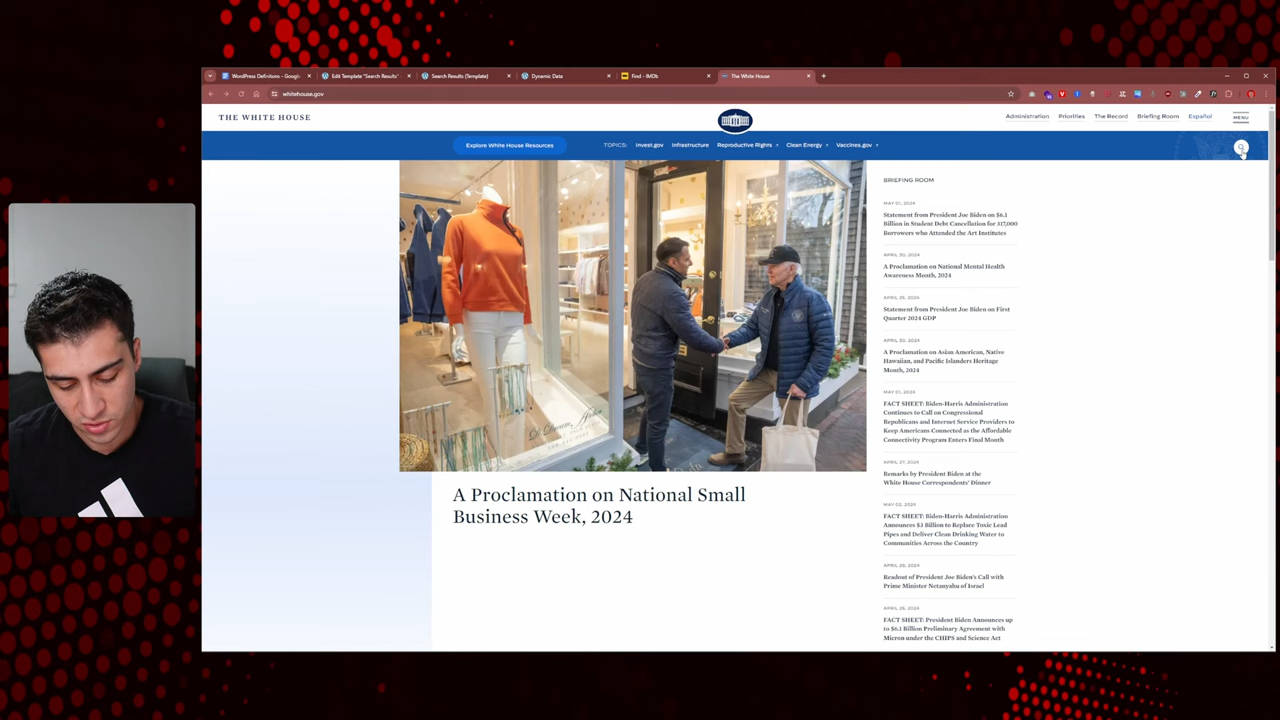 WordPress Definitons - Google
Edit Template "Search Results"
Search Results (Template)
Dynamic Data
Find - IMDb
The White House
whitehouse.gov
THE WHITE HOUSE
Administration
Priorities
The Record
Briefing Room
Español
MENU
Explore White House Resources
TOPICS:
Invest.gov
Infrastructure
Reproductive Rights
Clean Energy
Vaccines.gov
BRIEFING ROOM
MAY 01, 2024
Statement from President Joe Biden on $6.1
Billion in Student Debt Cancellation for 317,000
Borrowers who Attended the Art Institutes
APRIL 30, 2024
A Proclamation on National Mental Health
Awareness Month, 2024
APRIL 25, 2024
Statement from President Joe Biden on First
Quarter 2024 GDP
APRIL 30, 2024
A Proclamation on Asian American, Native
Hawaiian, and Pacific Islanders Heritage
Month, 2024
MAY 01, 2024
FACT SHEET: Biden-Harris Administration
Continues to Call on Congressional
Republicans and Internet Service Providers to
Keep Americans Connected as the Affordable
Connectivity Program Enters Final Month
APRIL 27, 2024
Remarks by President Biden at the
White House Correspondents' Dinner
MAY 02, 2024
FACT SHEET: Biden-Harris Administration
Announces $3 Billion to Replace Toxic Lead
Pipes and Deliver Clean Drinking Water to
Communities Across the Country
APRIL 28, 2024
Readout of President Joe Biden's Call with
Prime Minister Netanyahu of Israel
APRIL 25, 2024
FACT SHEET: President Biden Announces up
to $6.1 Billion Preliminary Agreement with
Micron under the CHIPS and Science Act
A Proclamation on National Small
Business Week, 2024